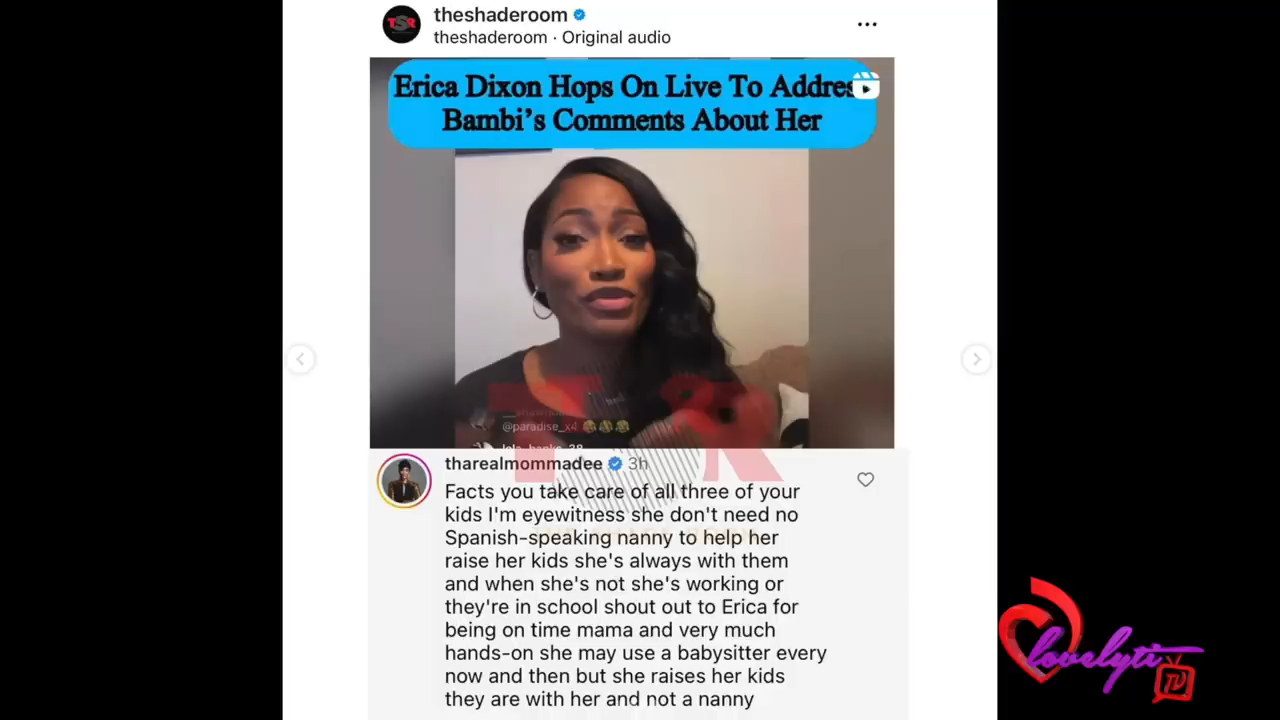 theshaderoom
theshaderoom · Original audio
Erica Dixon Hops On Live To Addres
Bambi's Comments About Her
@paradise_x4
TSR
tharealmommadee 3h
Facts you take care of all three of your
kids I'm eyewitness she don't need no
Spanish-speaking nanny to help her
raise her kids she's always with them
and when she's not she's working or
they're in school shout out to Erica for
being on time mama and very much
hands-on she may use a babysitter every
now and then but she raises her kids
they are with her and not a nanny
lovelyti
TV